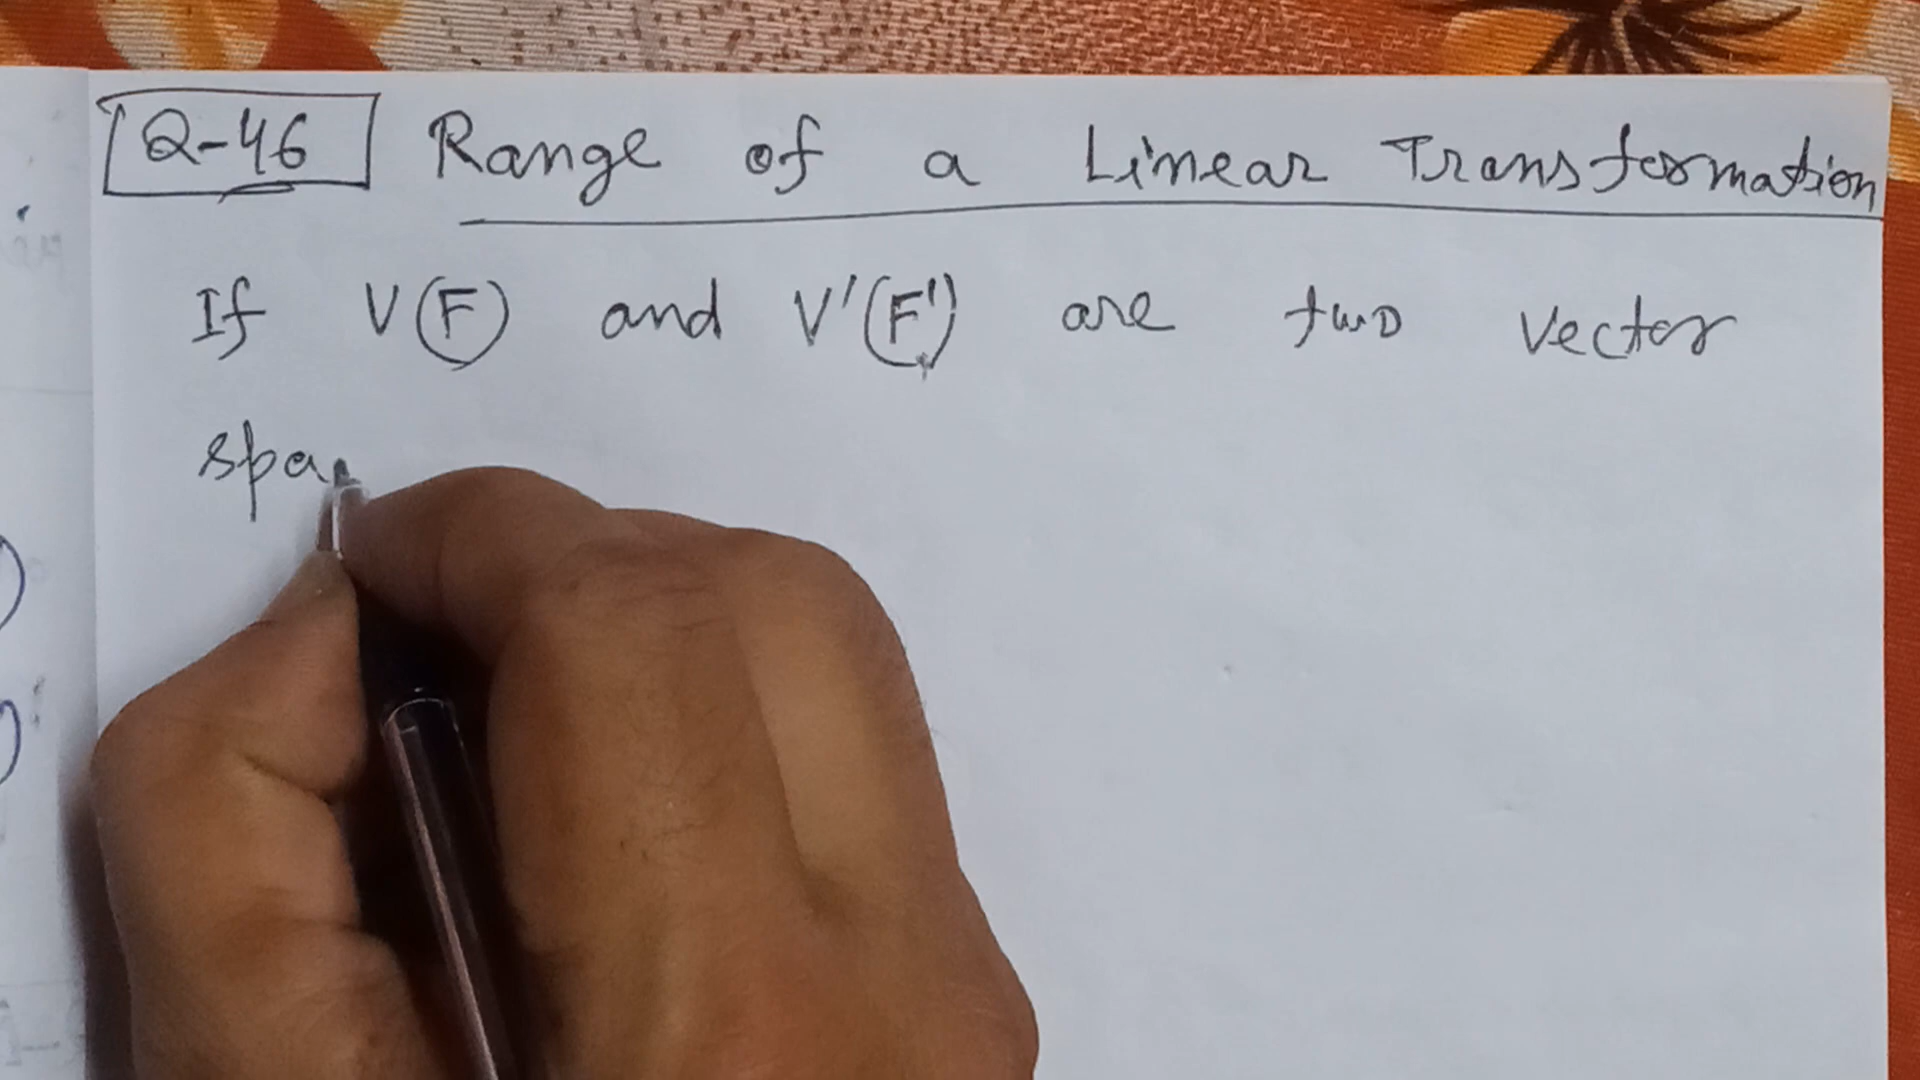 Q-46 Range of a Linear Transformation
If V(F) and V'(F') are two vector
spa